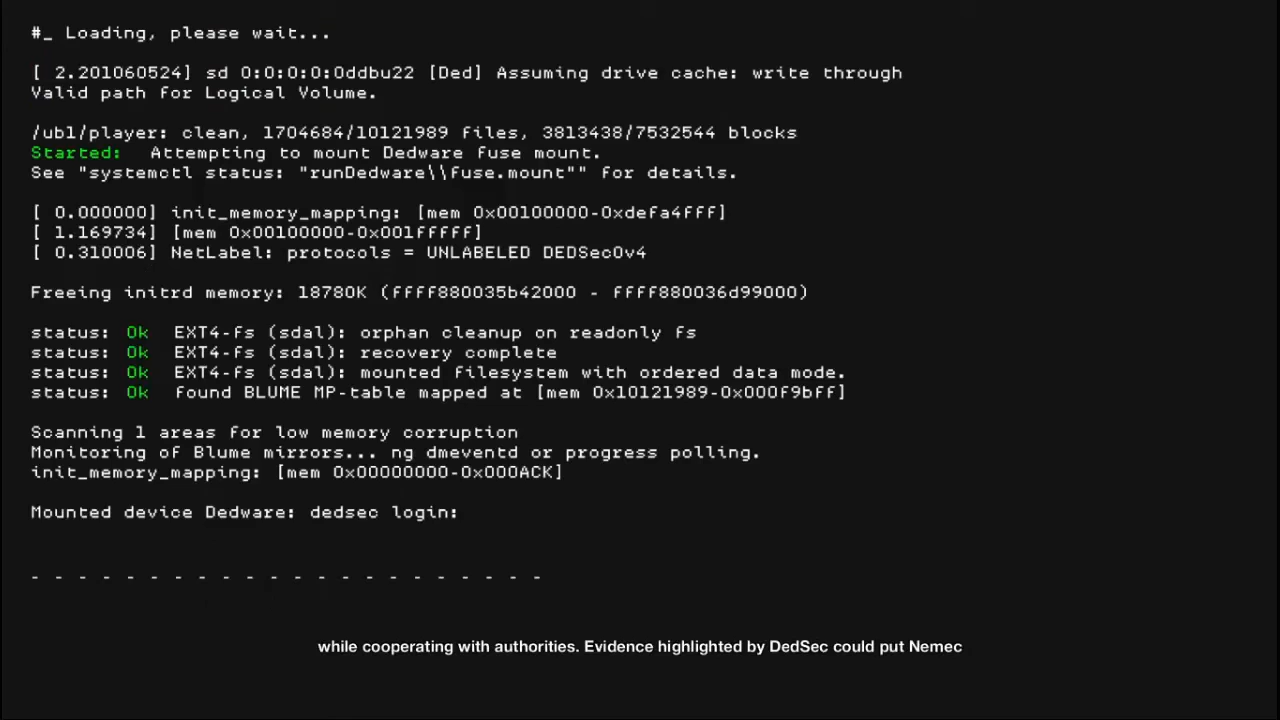 #_ Loading, please wait...
[ 2.201060524] sd 0:0:0:0:0ddbu22 [Ded] Assuming drive cache: write through
Valid path for Logical Volume.
/ubl/player: clean, 1704684/10121989 files, 3813438/7532544 blocks
Started: Attempting to mount Dedware fuse mount.
See "systemctl status: "runDedware\\fuse.mount"" for details.
[ 0.000000] init_memory_mapping: [mem 0x00100000-0xdefa4fff]
[ 1.169734] [mem 0x00100000-0x001fffff]
[ 0.310006] NetLabel: protocols = UNLABELED DEDSecOv4
Freeing initrd memory: 18780K (ffff880035b42000 - ffff880036d99000)
status: Ok EXT4-fs (sdal): orphan cleanup on readonly fs
status: Ok EXT4-fs (sdal): recovery complete
status: Ok EXT4-fs (sdal): mounted filesystem with ordered data mode.
status: Ok found BLUME MP-table mapped at [mem 0x10121989-0x000f9bff]
Scanning 1 areas for low memory corruption
Monitoring of Blume mirrors... ng dmeventd or progress polling.
init_memory_mapping: [mem 0x00000000-0x000ACK]
Mounted device Dedware: dedsec login:
- - - - - - - - - - - - - - - - - - - - - -
while cooperating with authorities. Evidence highlighted by DedSec could put Nemec